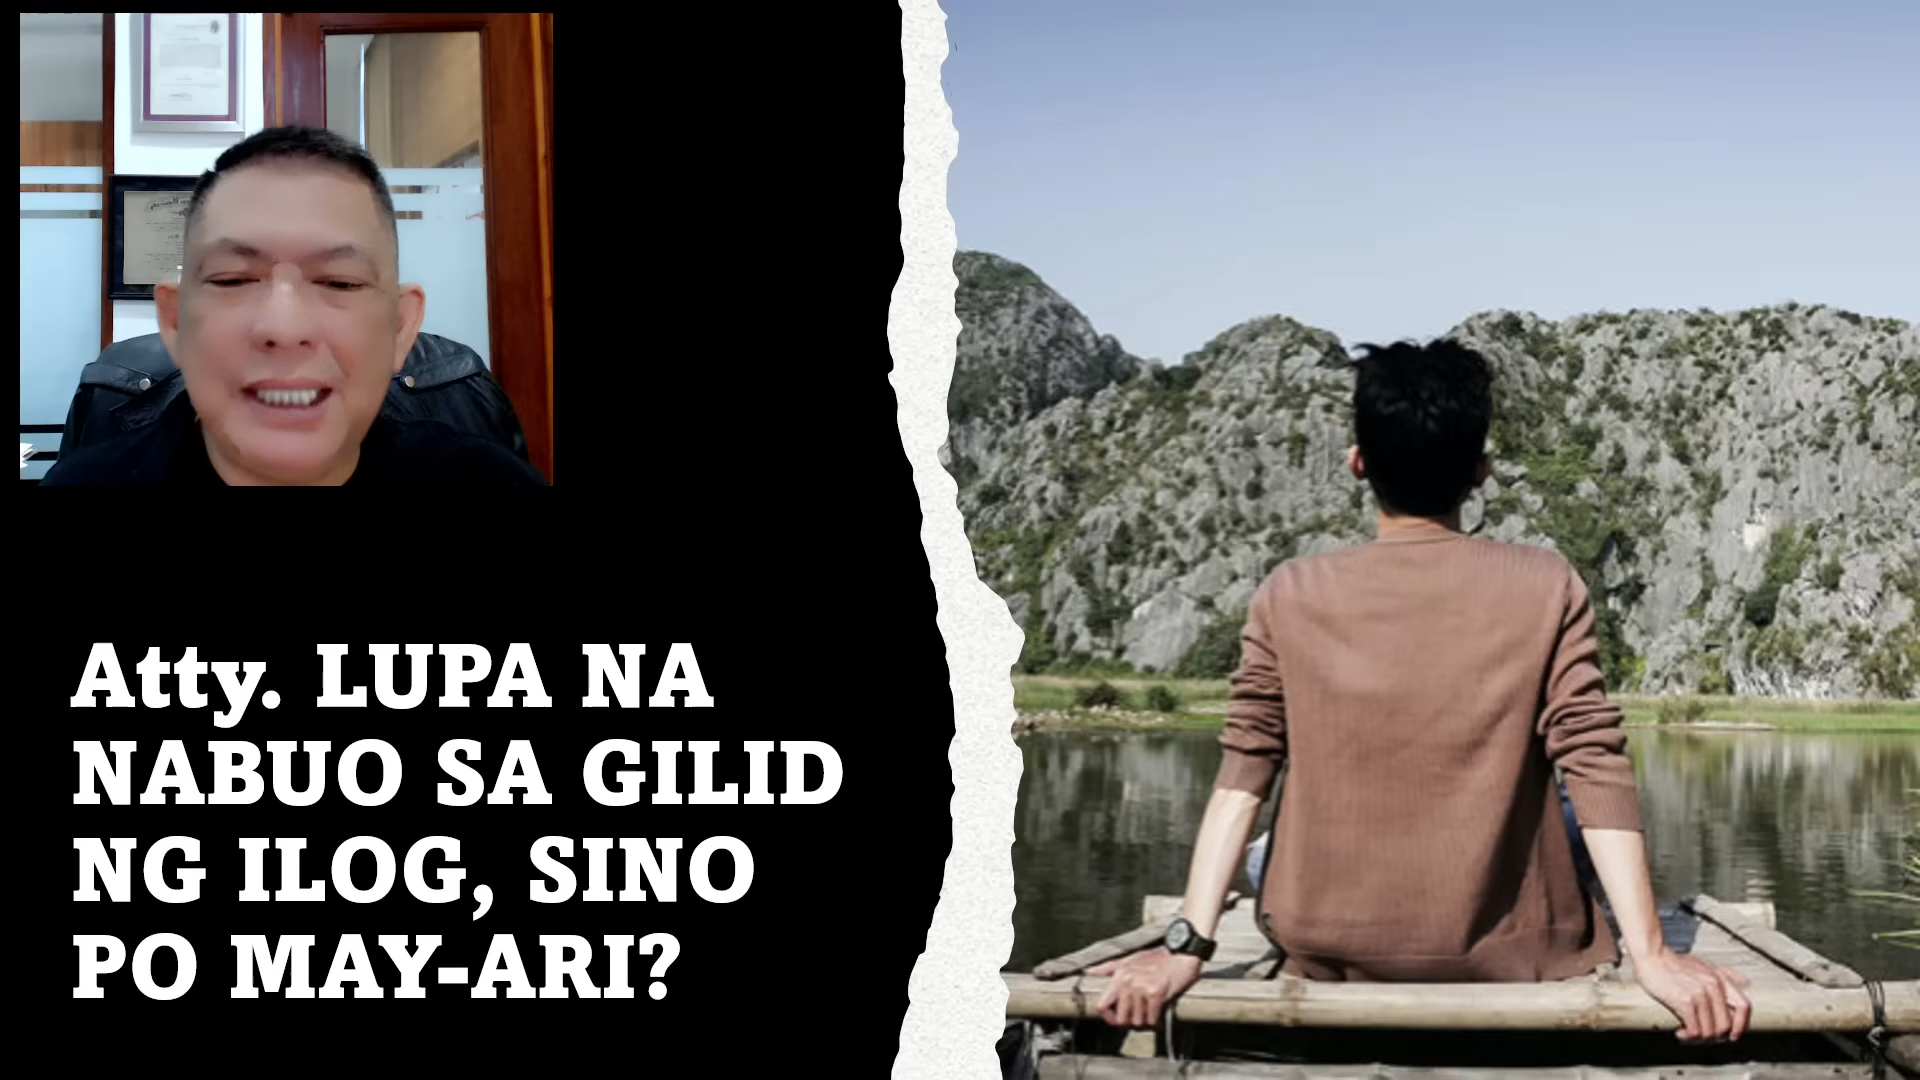 Atty. LUPA NA
NABUO SA GILID
NG ILOG, SINO
PO MAY-ARI?